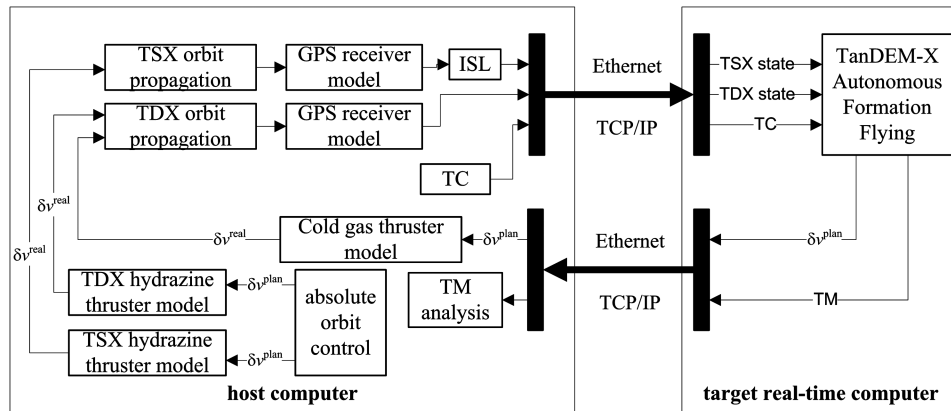 TSX orbit
propagation
GPS receiver
model
ISL
Ethernet
TSX state
TanDEM-X
Autonomous
Formation
Flying
TDX orbit
propagation
GPS receiver
model
TDX state
TCP/IP
TC
TC
δv^real
δv^real
δv^real
Cold gas thruster
model
δv^plan
Ethernet
δv^plan
TDX hydrazine
thruster model
δv^plan
absolute
orbit
control
TM
analysis
TCP/IP
TM
TSX hydrazine
thruster model
δv^plan
host computer
target real-time computer